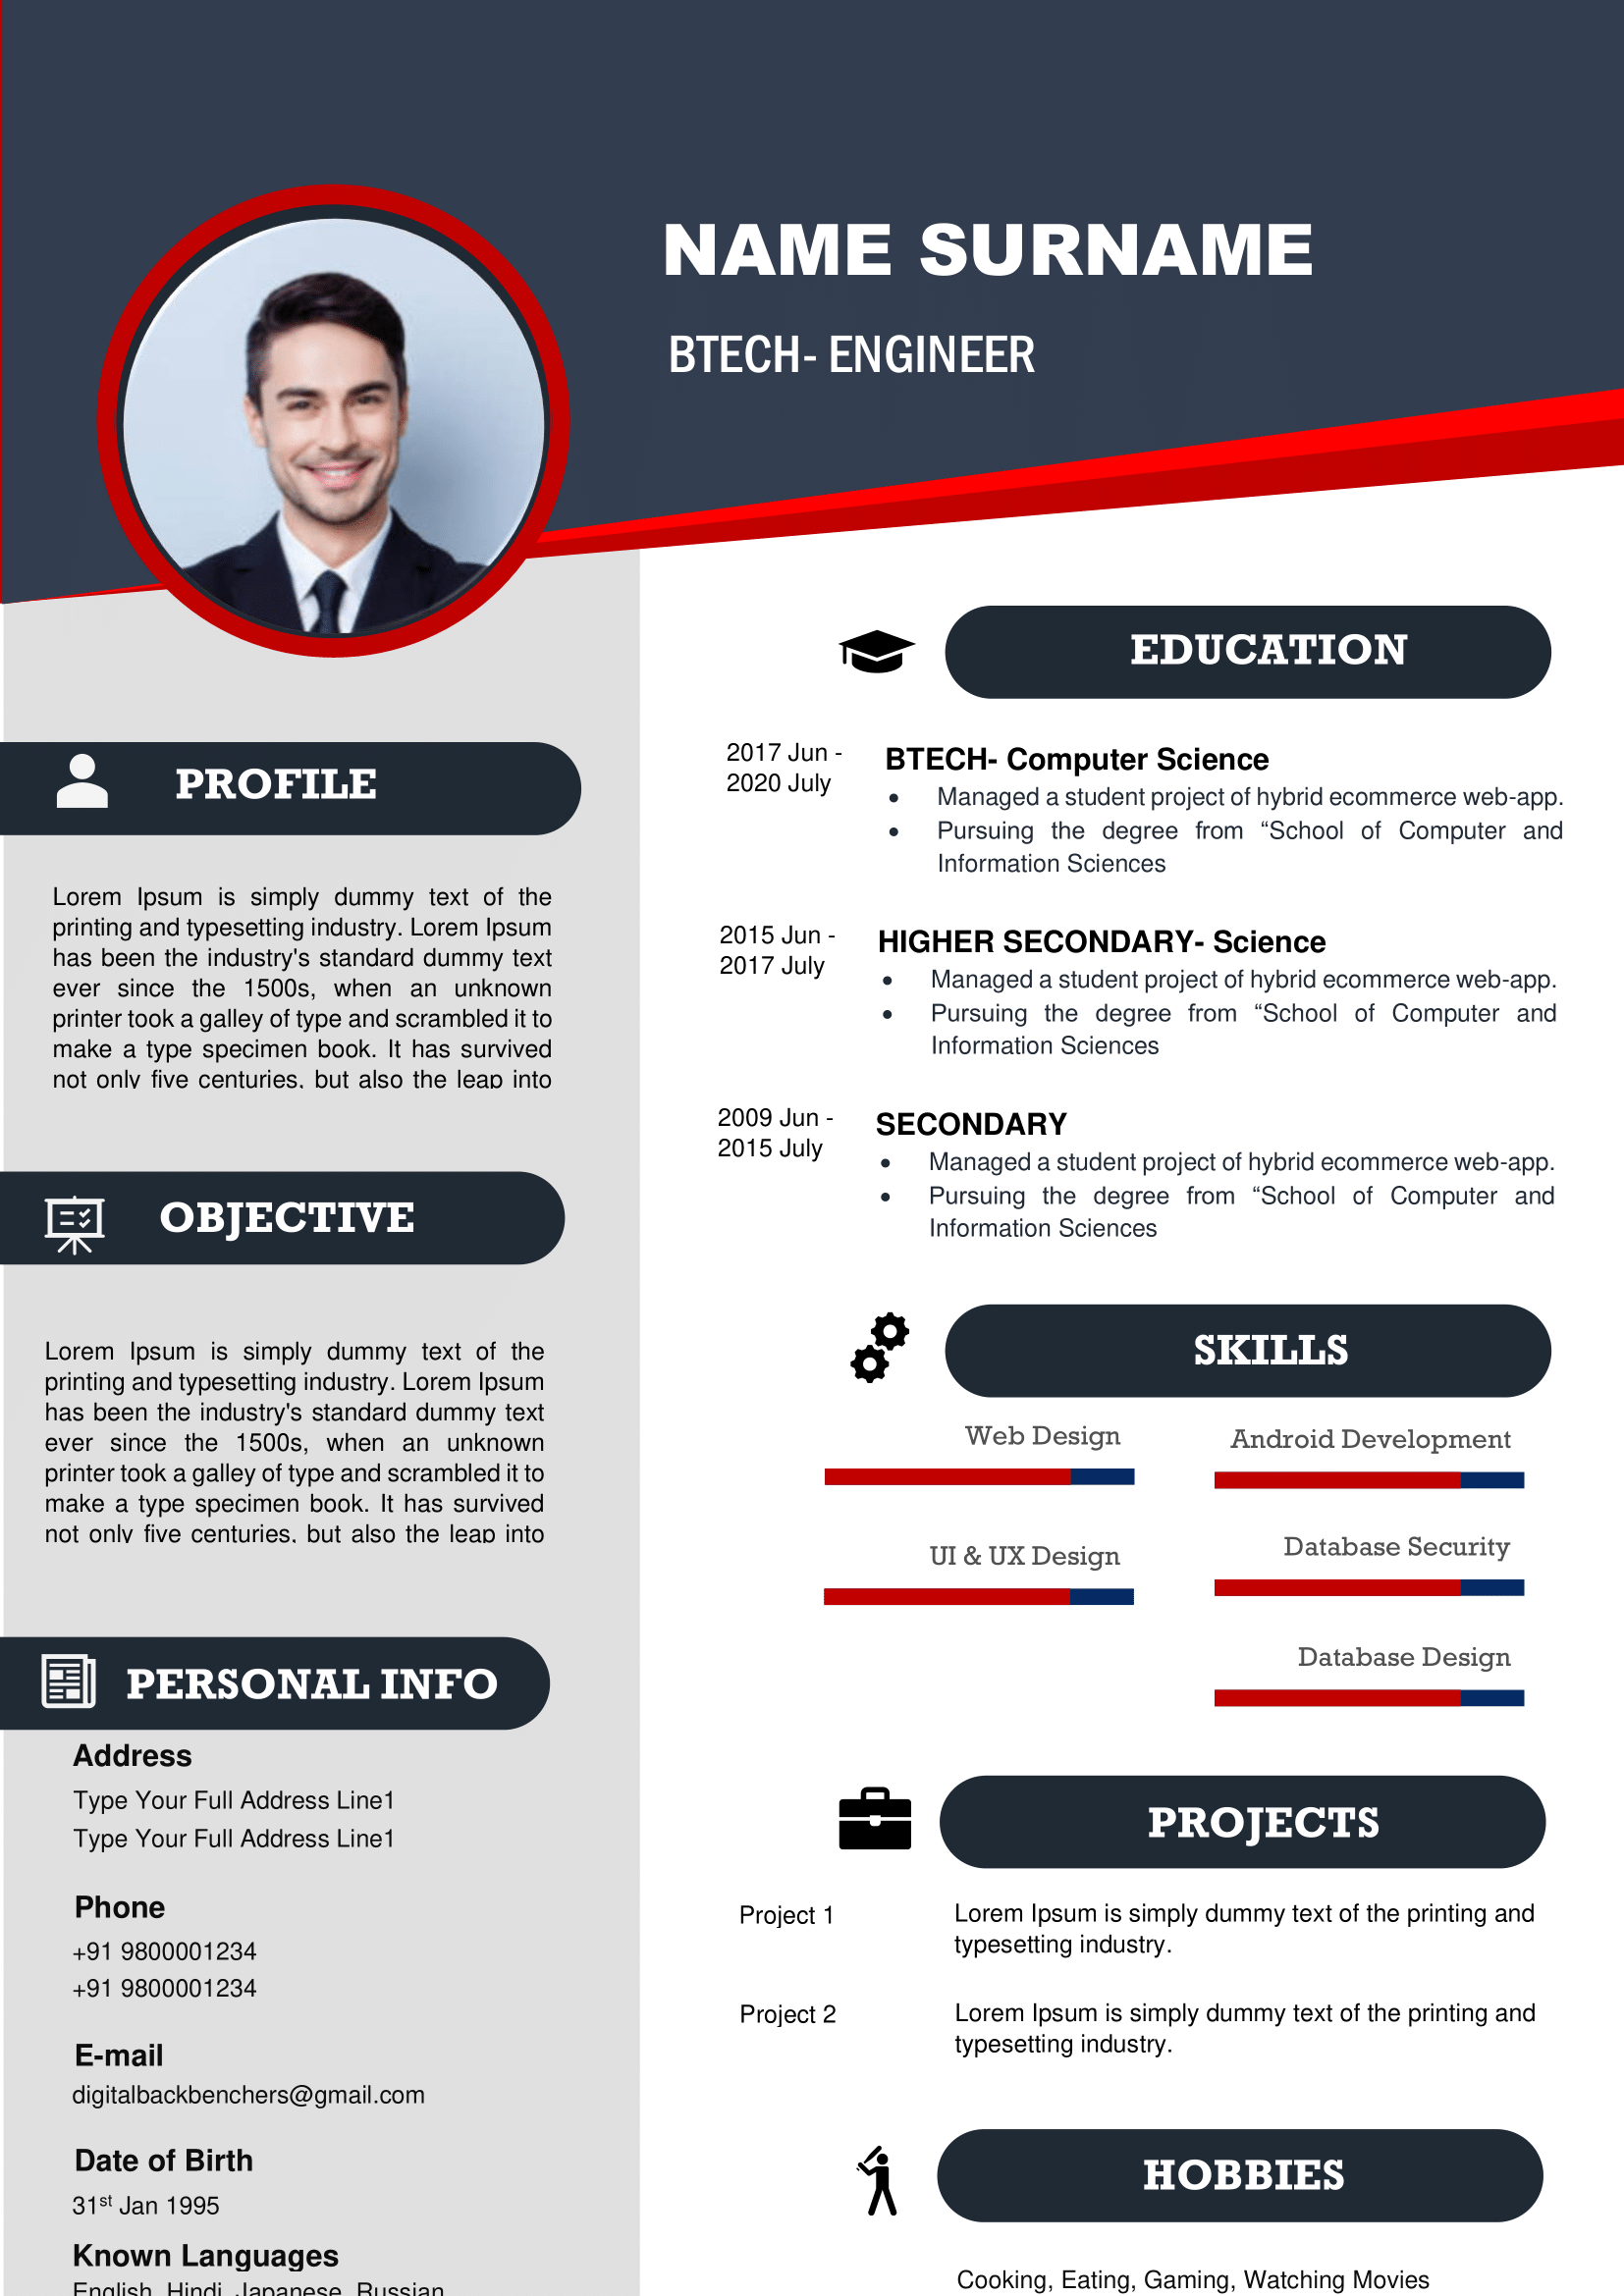 NAME SURNAME
BTECH- ENGINEER
PROFILE
Lorem Ipsum is simply dummy text of the
printing and typesetting industry. Lorem Ipsum
has been the industry's standard dummy text
ever since the 1500s, when an unknown
printer took a galley of type and scrambled it to
make a type specimen book. It has survived
not only five centuries, but also the leap into
OBJECTIVE
Lorem Ipsum is simply dummy text of the
printing and typesetting industry. Lorem Ipsum
has been the industry's standard dummy text
ever since the 1500s, when an unknown
printer took a galley of type and scrambled it to
make a type specimen book. It has survived
not only five centuries, but also the leap into
PERSONAL INFO
Address
Type Your Full Address Line1
Type Your Full Address Line1
Phone
+91 9800001234
+91 9800001234
E-mail
digitalbackbenchers@gmail.com
Date of Birth
31st Jan 1995
Known Languages
English, Hindi, Japanese, Russian
EDUCATION
2017 Jun -
2020 July
BTECH- Computer Science
• Managed a student project of hybrid ecommerce web-app.
• Pursuing the degree from “School of Computer and
Information Sciences
2015 Jun -
2017 July
HIGHER SECONDARY- Science
• Managed a student project of hybrid ecommerce web-app.
• Pursuing the degree from “School of Computer and
Information Sciences
2009 Jun -
2015 July
SECONDARY
• Managed a student project of hybrid ecommerce web-app.
• Pursuing the degree from “School of Computer and
Information Sciences
SKILLS
Web Design
Android Development
UI & UX Design
Database Security
Database Design
PROJECTS
Project 1
Lorem Ipsum is simply dummy text of the printing and
typesetting industry.
Project 2
Lorem Ipsum is simply dummy text of the printing and
typesetting industry.
HOBBIES
Cooking, Eating, Gaming, Watching Movies